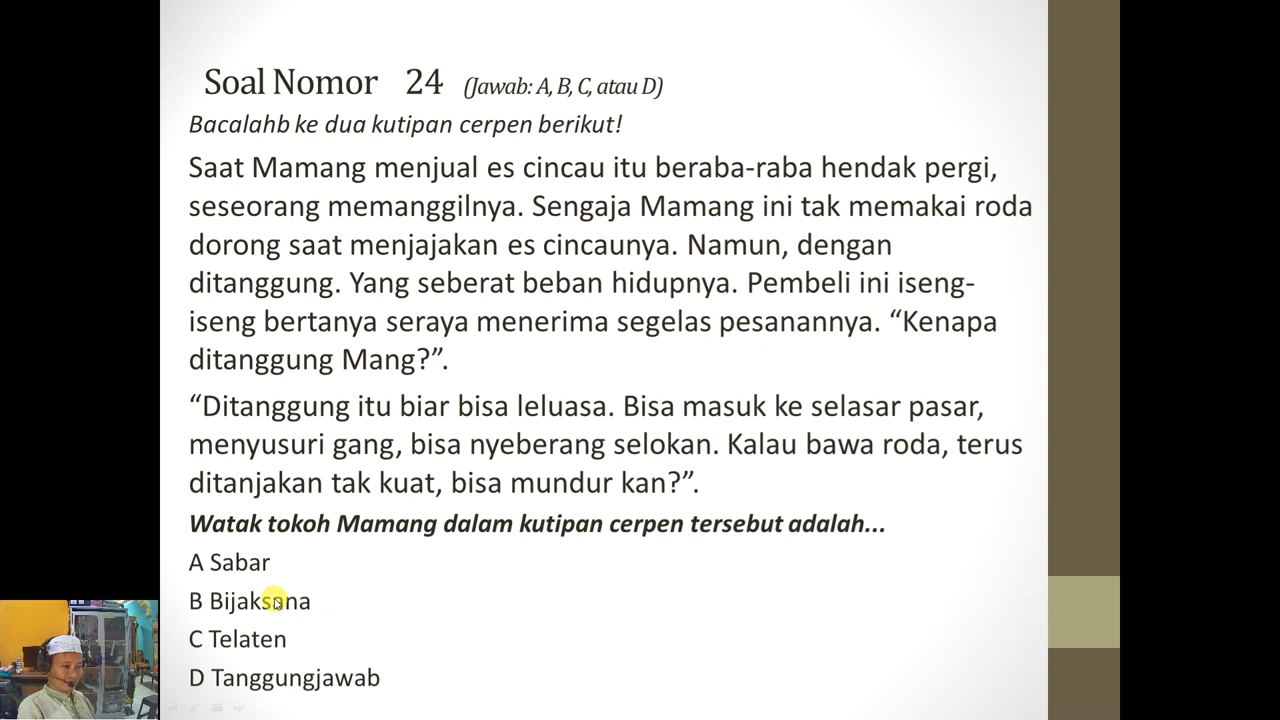 Soal Nomor 24 (Jawab: A, B, C, atau D)
Bacalahb ke dua kutipan cerpen berikut!
Saat Mamang menjual es cincau itu beraba-raba hendak pergi,
seseorang memanggilnya. Sengaja Mamang ini tak memakai roda
dorong saat menjajakan es cincaunya. Namun, dengan
ditanggung. Yang seberat beban hidupnya. Pembeli ini iseng-
iseng bertanya seraya menerima segelas pesanannya. “Kenapa
ditanggung Mang?”.
“Ditanggung itu biar bisa leluasa. Bisa masuk ke selasar pasar,
menyusuri gang, bisa nyeberang selokan. Kalau bawa roda, terus
ditanjakan tak kuat, bisa mundur kan?”.
Watak tokoh Mamang dalam kutipan cerpen tersebut adalah...
A Sabar
B Bijaksana
C Telaten
D Tanggungjawab